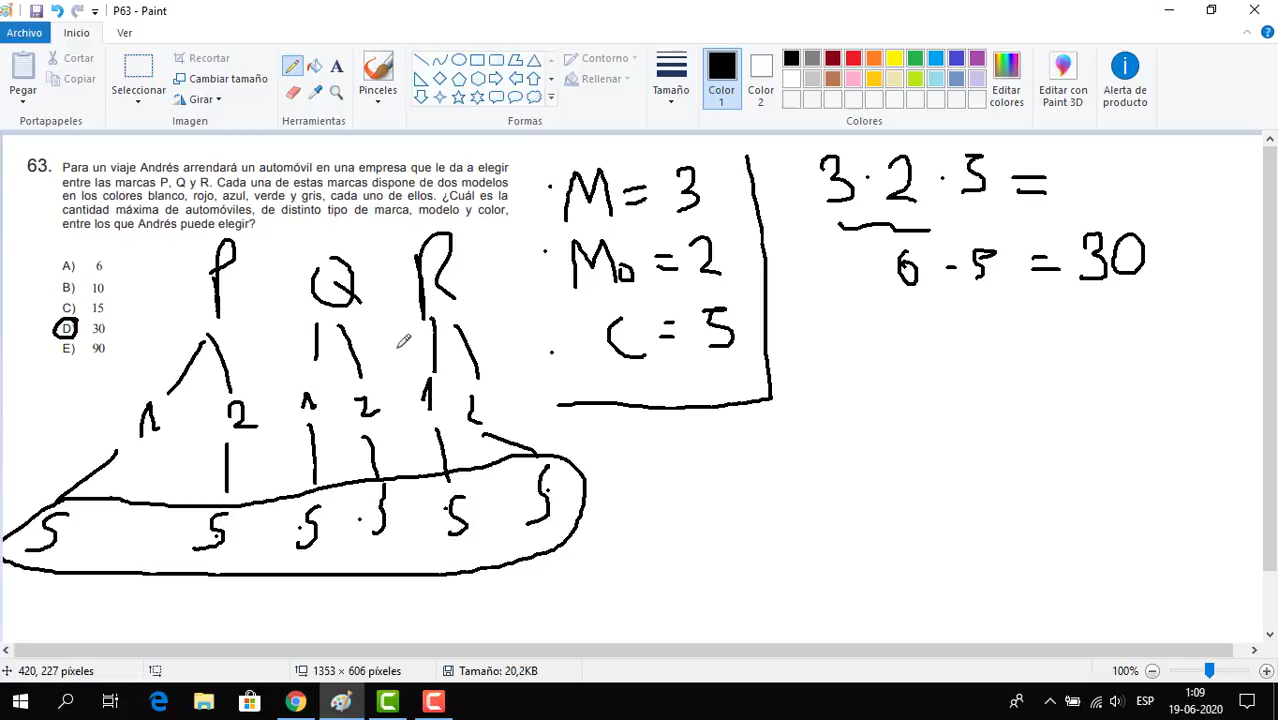 P63 - Paint
Archivo
Inicio
Ver
Pegar
Cortar
Copiar
Portapapeles
Seleccionar
Recortar
Cambiar tamaño
Girar
Imagen
A
Herramientas
Pinceles
Contorno
Rellenar
Formas
Tamaño
Color 1
Color 2
Editar colores
Colores
Editar con Paint 3D
Alerta de producto
63. Para un viaje Andrés arrendará un automóvil en una empresa que le da a elegir
entre las marcas P, Q y R. Cada una de estas marcas dispone de dos modelos
en los colores blanco, rojo, azul, verde y gris, cada uno de ellos. ¿Cuál es la
cantidad máxima de automóviles, de distinto tipo de marca, modelo y color,
entre los que Andrés puede elegir?
A) 6
B) 10
C) 15
D) 30
E) 90
P Q R
1 2 1 2 1 2
5 5 5 5 5 5
M = 3
Mo = 2
C = 5
3 · 2 · 5 =
6 - 5 = 30
420, 227 píxeles
1353 × 606 píxeles
Tamaño: 20,2KB
100%
ESP
1:09
19-06-2020